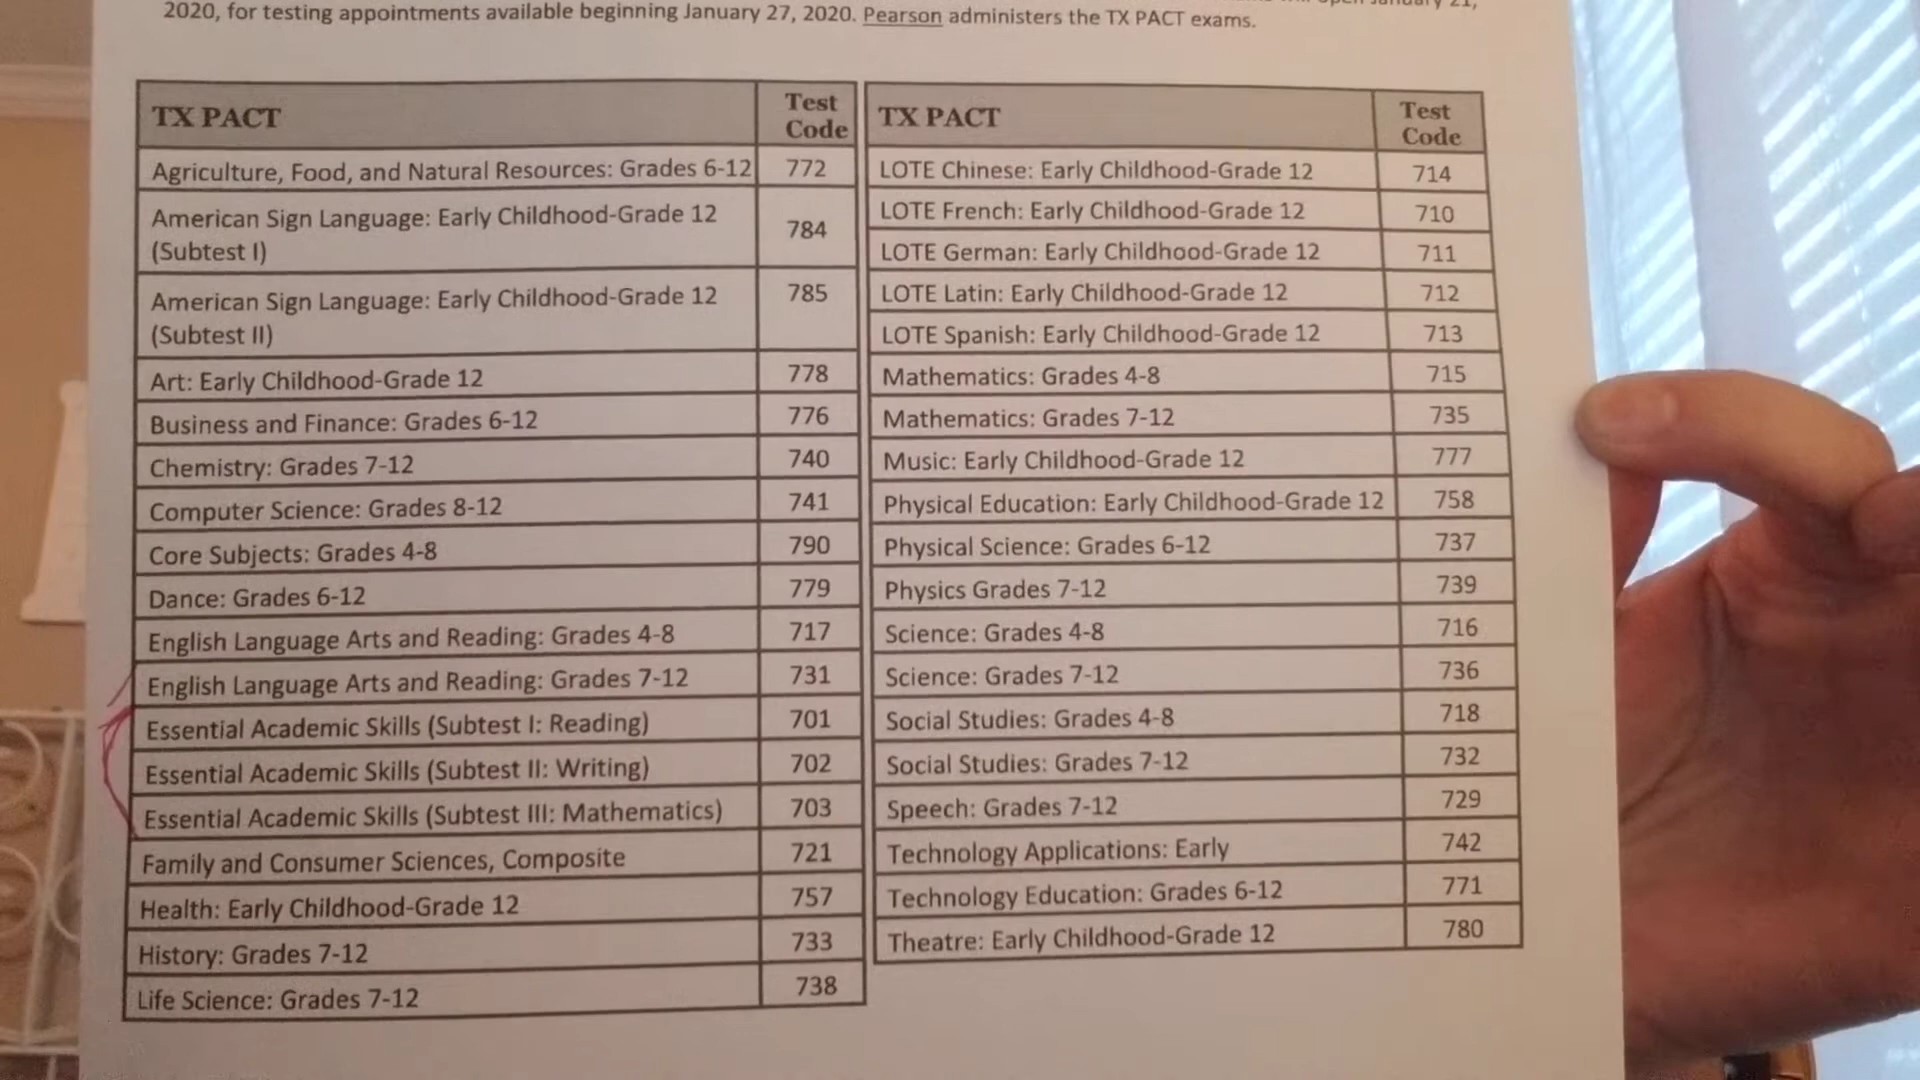 2020, for testing appointments available beginning January 27, 2020. Pearson administers the TX PACT exams.
TX PACT
Test
Code
Agriculture, Food, and Natural Resources: Grades 6-12
772
American Sign Language: Early Childhood-Grade 12
(Subtest I)
784
American Sign Language: Early Childhood-Grade 12
(Subtest II)
785
Art: Early Childhood-Grade 12
778
Business and Finance: Grades 6-12
776
Chemistry: Grades 7-12
740
Computer Science: Grades 8-12
741
Core Subjects: Grades 4-8
790
Dance: Grades 6-12
779
English Language Arts and Reading: Grades 4-8
717
English Language Arts and Reading: Grades 7-12
731
Essential Academic Skills (Subtest I: Reading)
701
Essential Academic Skills (Subtest II: Writing)
702
Essential Academic Skills (Subtest III: Mathematics)
703
Family and Consumer Sciences, Composite
721
Health: Early Childhood-Grade 12
757
History: Grades 7-12
733
Life Science: Grades 7-12
738
TX PACT
Test
Code
LOTE Chinese: Early Childhood-Grade 12
714
LOTE French: Early Childhood-Grade 12
710
LOTE German: Early Childhood-Grade 12
711
LOTE Latin: Early Childhood-Grade 12
712
LOTE Spanish: Early Childhood-Grade 12
713
Mathematics: Grades 4-8
715
Mathematics: Grades 7-12
735
Music: Early Childhood-Grade 12
777
Physical Education: Early Childhood-Grade 12
758
Physical Science: Grades 6-12
737
Physics Grades 7-12
739
Science: Grades 4-8
716
Science: Grades 7-12
736
Social Studies: Grades 4-8
718
Social Studies: Grades 7-12
732
Speech: Grades 7-12
729
Technology Applications: Early
742
Technology Education: Grades 6-12
771
Theatre: Early Childhood-Grade 12
780